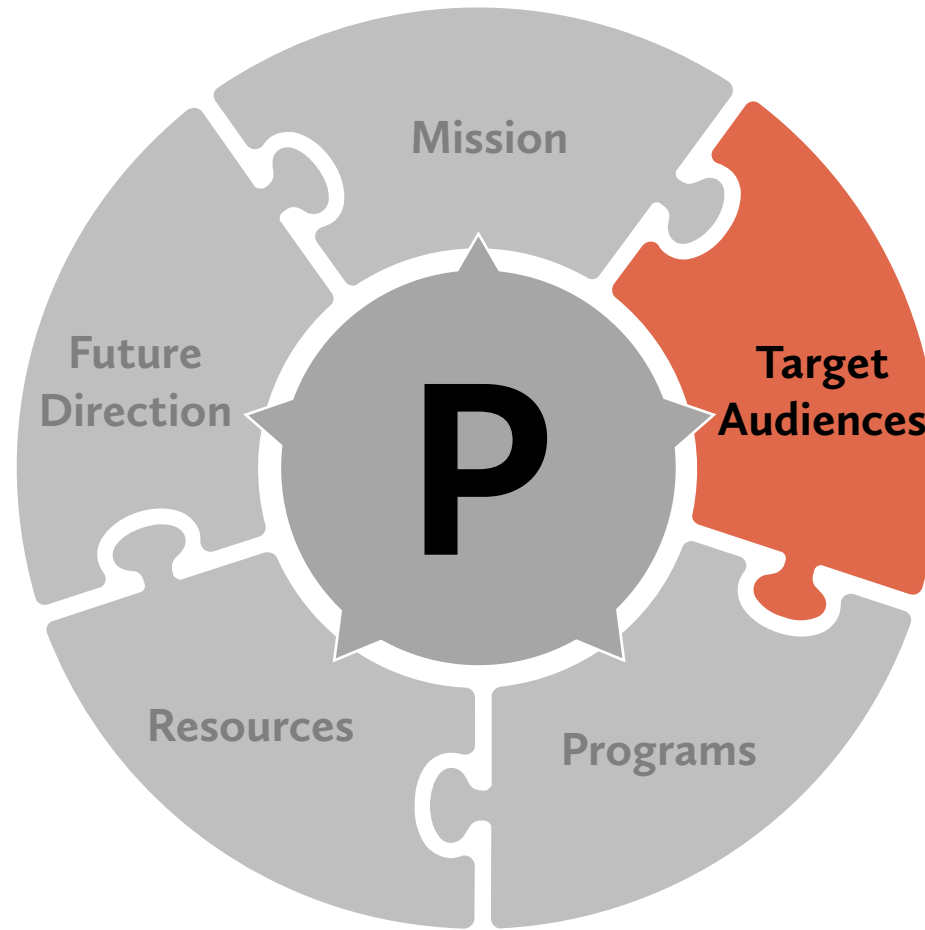 Mission
Target
Audiences
Programs
Resources
Future
Direction
P